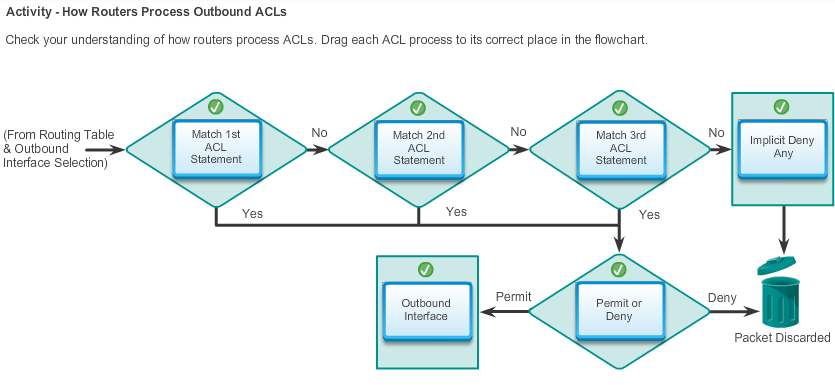 Activity - How Routers Process Outbound ACLs
Check your understanding of how routers process ACLs. Drag each ACL process to its correct place in the flowchart.
(From Routing Table
& Outbound
Interface Selection)
Match 1st
ACL
Statement
No
Match 2nd
ACL
Statement
No
Match 3rd
ACL
Statement
No
Implicit Deny
Any
Yes
Yes
Yes
Outbound
Interface
Permit
Permit or
Deny
Deny
Packet Discarded